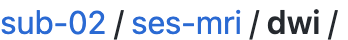 sub-02 / ses-mri / dwi /